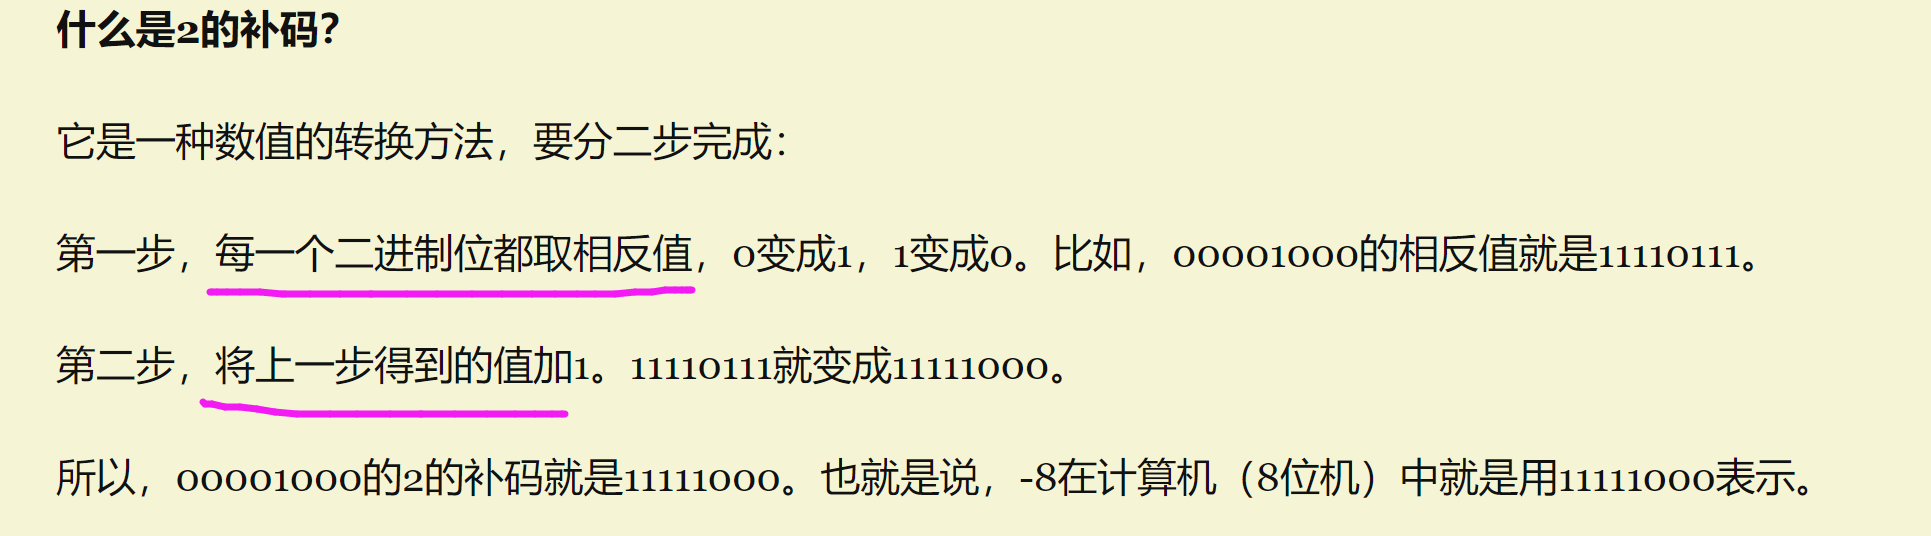 什么是2的补码？
它是一种数值的转换方法，要分二步完成：
第一步，每一个二进制位都取相反值，0变成1，1变成0。比如，00001000的相反值就是11110111。
第二步，将上一步得到的值加1。11110111就变成11111000。
所以，00001000的2的补码就是11111000。也就是说，-8在计算机（8位机）中就是用11111000表示。